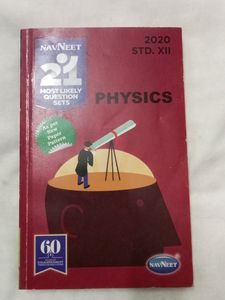 NAVNEET
21
MOST LIKELY
QUESTION
SETS
2020
STD. XII
PHYSICS
As per
New
Paper
Pattern
60
NAVNEET